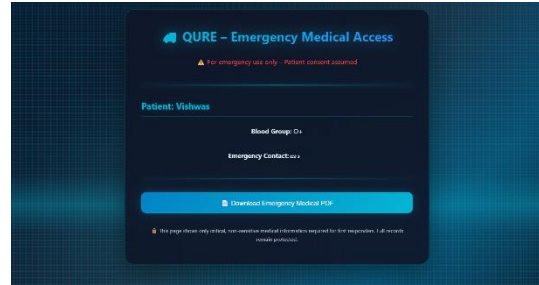 QURE – Emergency Medical Access
For emergency use only – Patient consent assumed
Patient: Vishwas
Blood Group: O+
Emergency Contact:
Download Emergency Medical PDF
This page shows only critical, non-sensitive medical information required for first responders. Full records
remain protected.